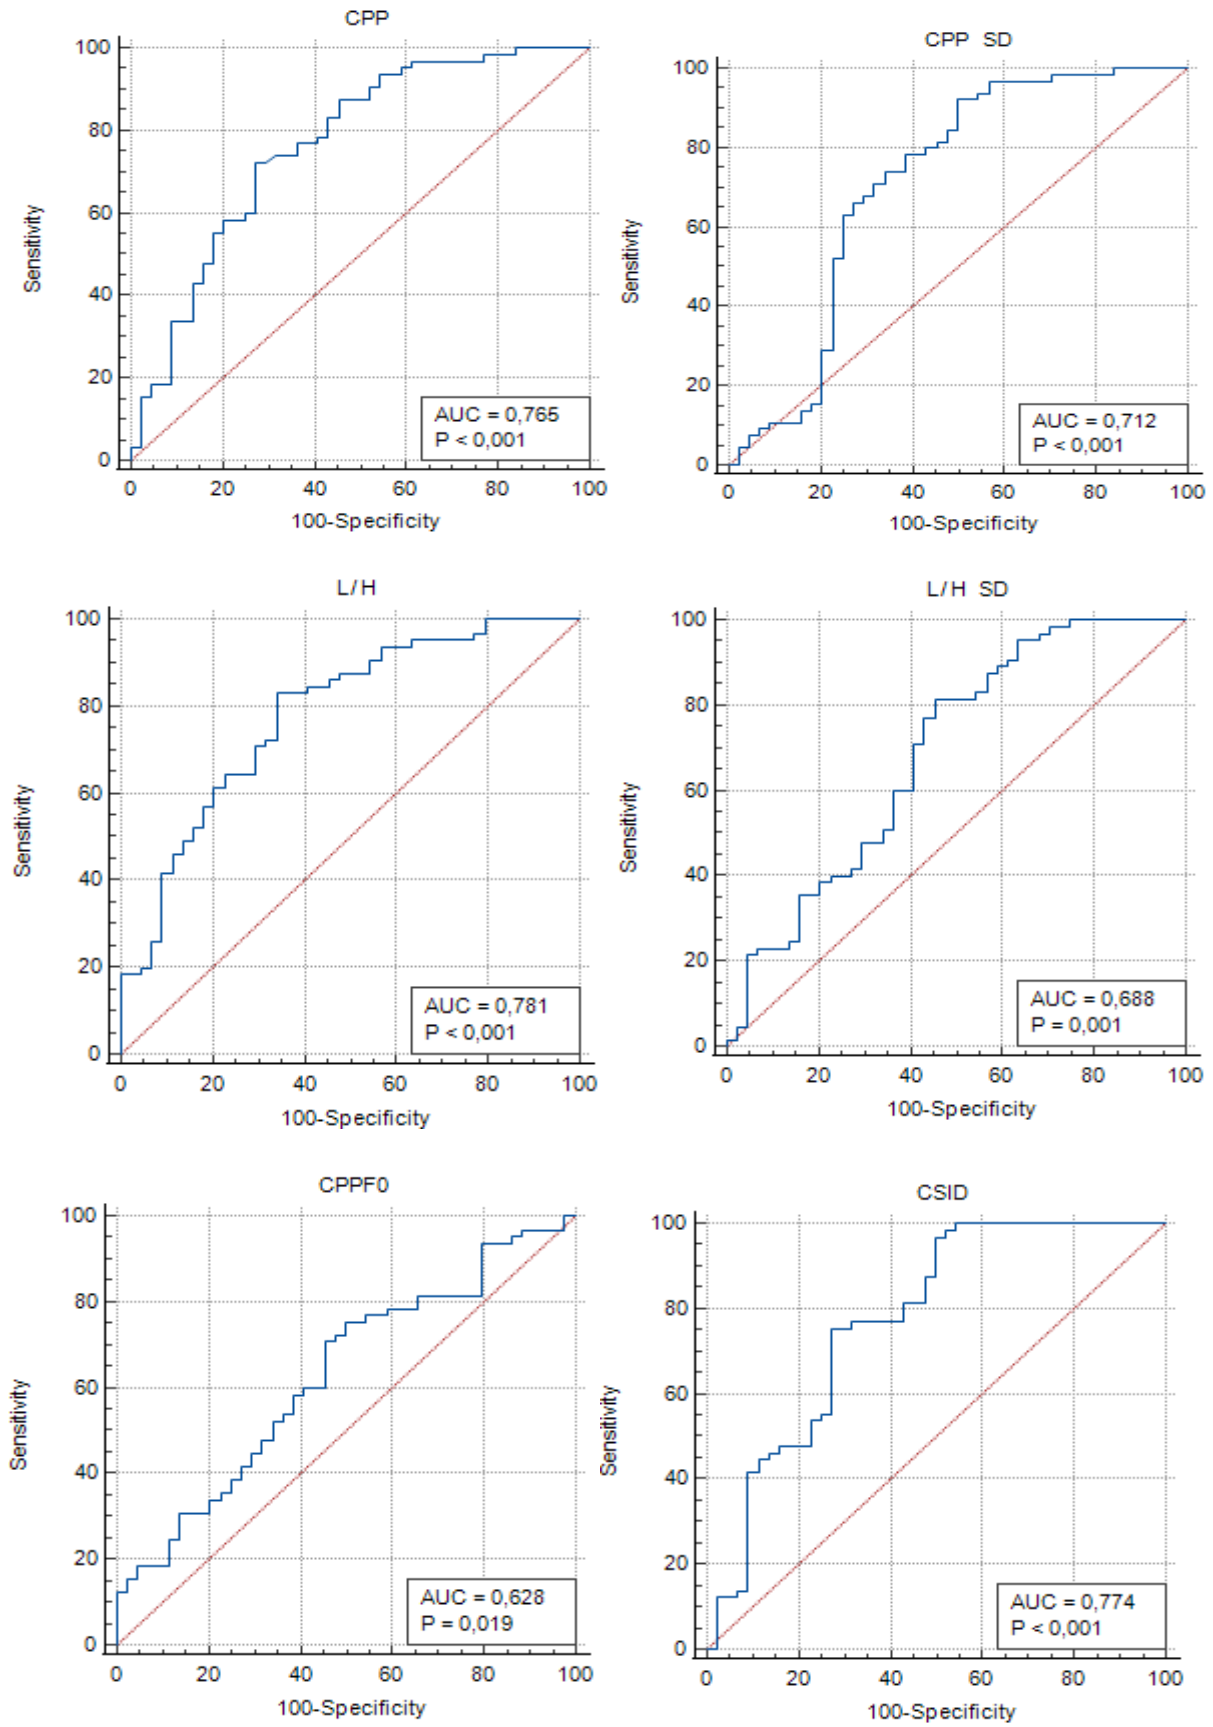 CPP
100
80
60
40
20
0
Sensitivity
AUC = 0,765
P < 0,001
0 20 40 60 80 100
100-Specificity
CPP SD
100
80
60
40
20
0
Sensitivity
AUC = 0,712
P < 0,001
0 20 40 60 80 100
100-Specificity
L/H
100
80
60
40
20
0
Sensitivity
AUC = 0,781
P < 0,001
0 20 40 60 80 100
100-Specificity
L/H SD
100
80
60
40
20
0
Sensitivity
AUC = 0,688
P = 0,001
0 20 40 60 80 100
100-Specificity
CPPF0
100
80
60
40
20
0
Sensitivity
AUC = 0,628
P = 0,019
0 20 40 60 80 100
100-Specificity
CSID
100
80
60
40
20
0
Sensitivity
AUC = 0,774
P < 0,001
0 20 40 60 80 100
100-Specificity